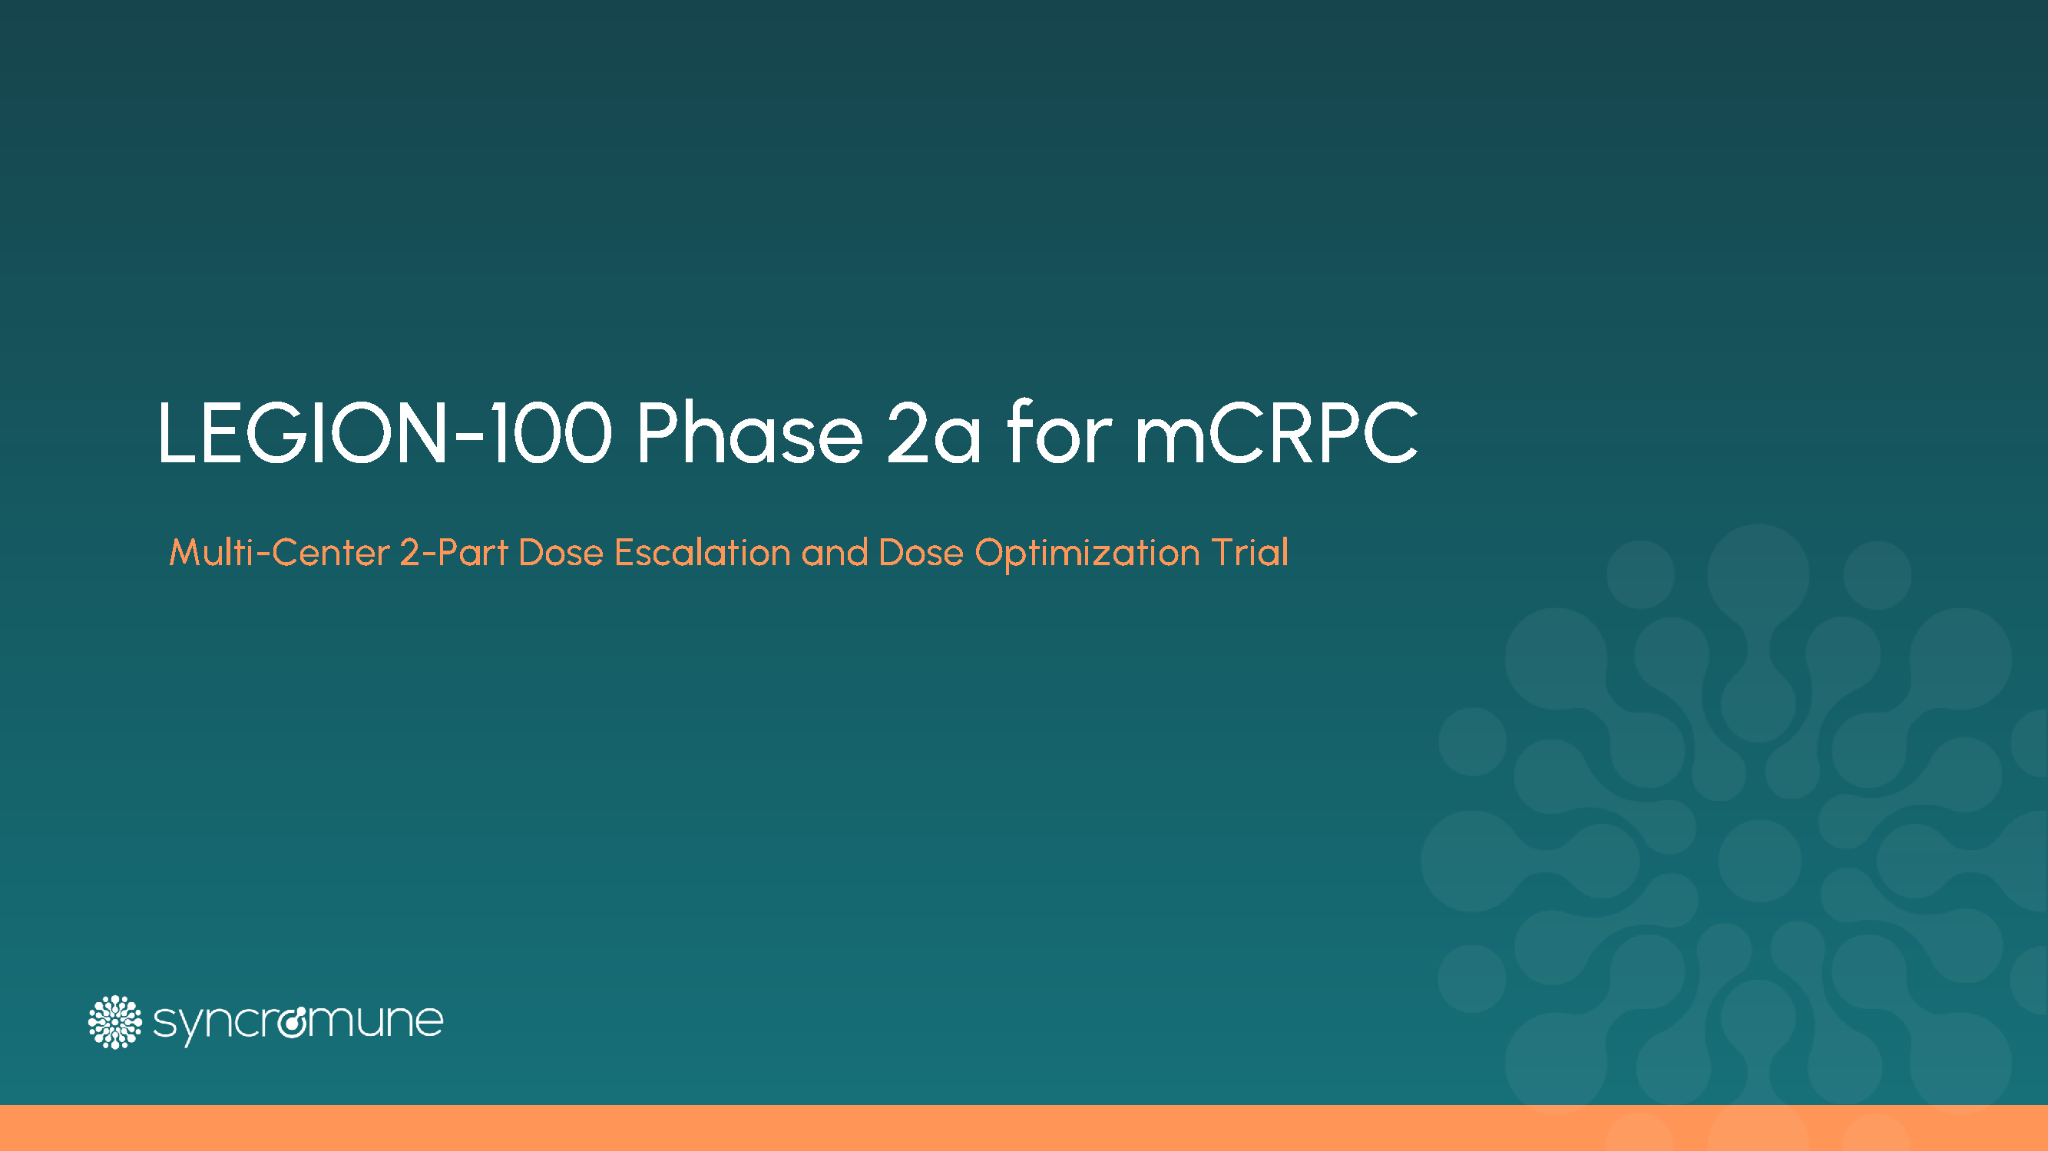 LEGION-100 Phase 2a for mCRPC
Multi-Center 2-Part Dose Escalation and Dose Optimization Trial
syncromune